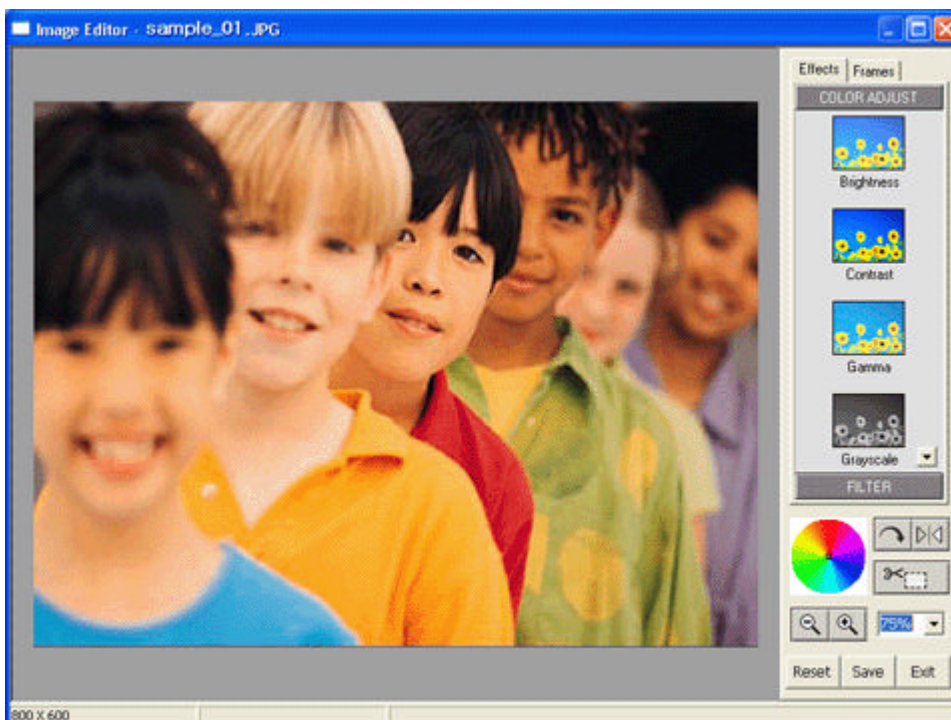 Image Editor - sample_01.JPG
Effects
Frames
COLOR ADJUST
Brightness
Contrast
Gamma
Grayscale
FILTER
75%
Reset
Save
Exit
800 X 600